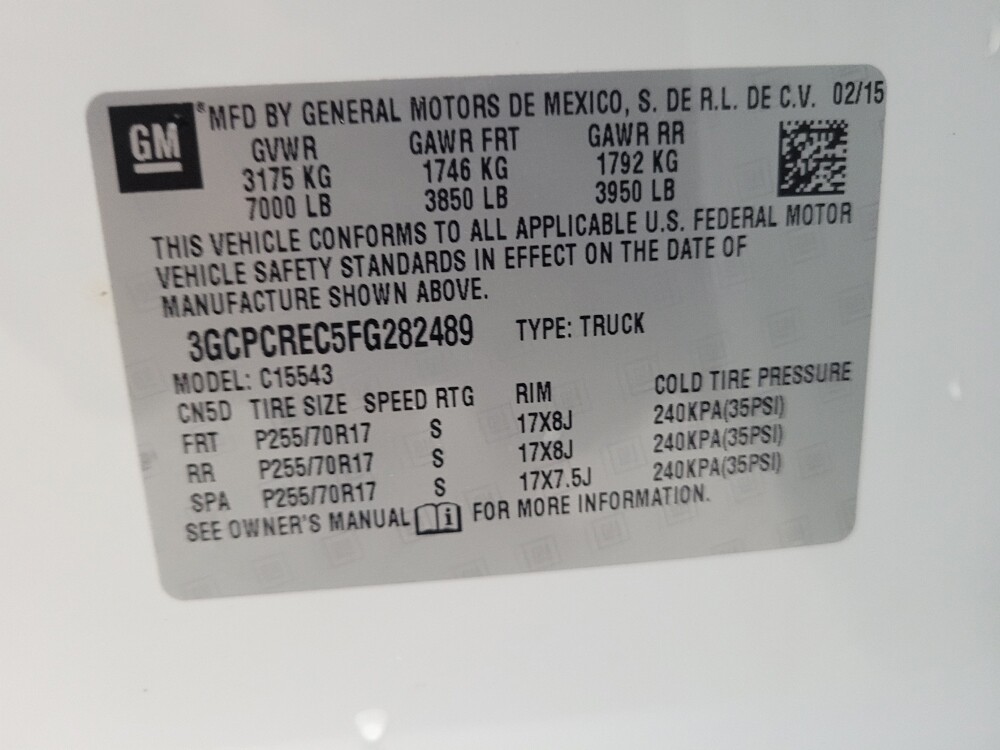 GM
®MFD BY GENERAL MOTORS DE MEXICO, S. DE R.L. DE C.V. 02/15
GVWR GAWR FRT GAWR RR
3175 KG 1746 KG 1792 KG
7000 LB 3850 LB 3950 LB
THIS VEHICLE CONFORMS TO ALL APPLICABLE U.S. FEDERAL MOTOR
VEHICLE SAFETY STANDARDS IN EFFECT ON THE DATE OF
MANUFACTURE SHOWN ABOVE.
3GCPCREC5FG282489 TYPE: TRUCK
MODEL: C15543
CN5D TIRE SIZE SPEED RTG RIM COLD TIRE PRESSURE
FRT P255/70R17 S 17X8J 240KPA(35PSI)
RR P255/70R17 S 17X8J 240KPA(35PSI)
SPA P255/70R17 S 17X7.5J 240KPA(35PSI)
SEE OWNER'S MANUAL i FOR MORE INFORMATION.